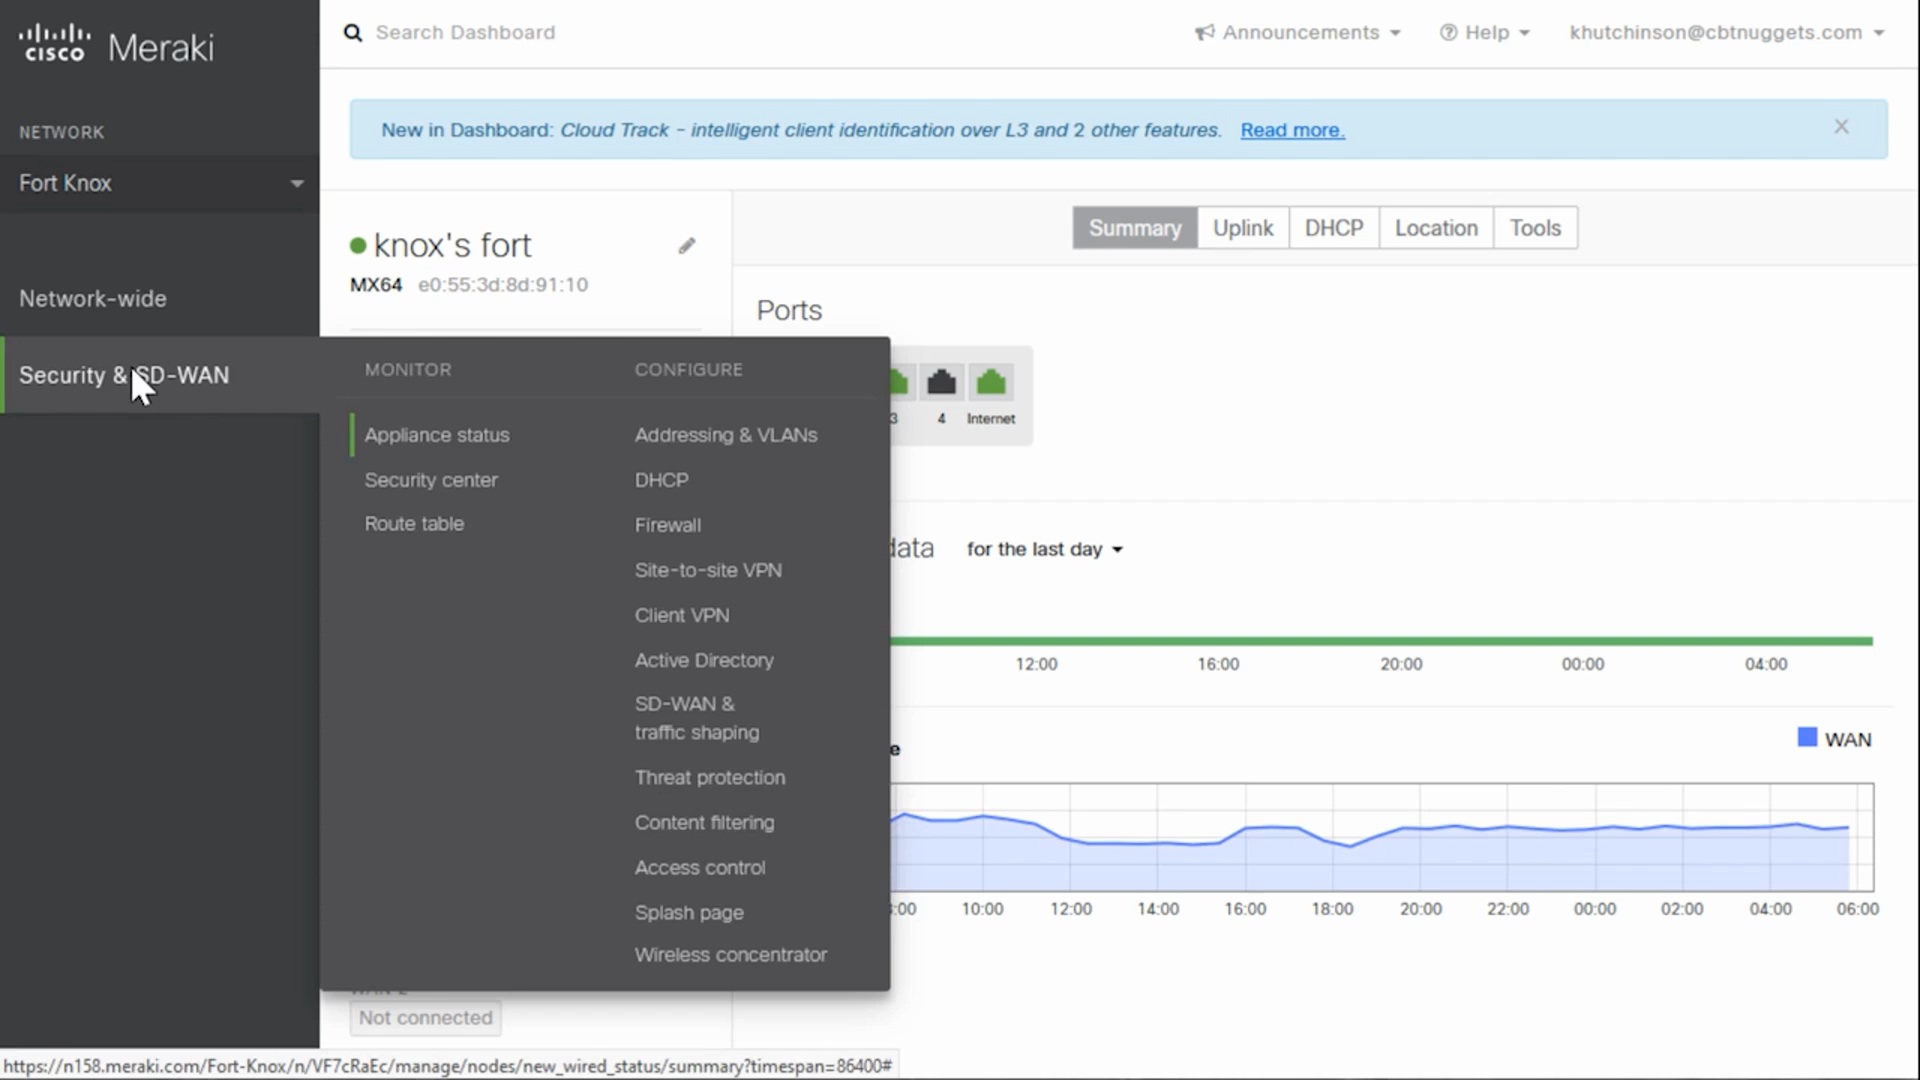 cisco Meraki
Search Dashboard
Announcements
Help
khutchinson@cbtnuggets.com
NETWORK
Fort Knox
Network-wide
Security & SD-WAN
New in Dashboard: Cloud Track - intelligent client identification over L3 and 2 other features. Read more.
knox's fort
MX64 e0:55:3d:8d:91:10
Summary Uplink DHCP Location Tools
Ports
3 4 Internet
MONITOR
Appliance status
Security center
Route table
CONFIGURE
Addressing & VLANs
DHCP
Firewall
Site-to-site VPN
Client VPN
Active Directory
SD-WAN &
traffic shaping
Threat protection
Content filtering
Access control
Splash page
Wireless concentrator
data for the last day
12:00 16:00 20:00 00:00 04:00
e
WAN
:00 10:00 12:00 14:00 16:00 18:00 20:00 22:00 00:00 02:00 04:00 06:00
Not connected
https://n158.meraki.com/Fort-Knox/n/VF7cRaEc/manage/nodes/new_wired_status/summary?timespan=86400#